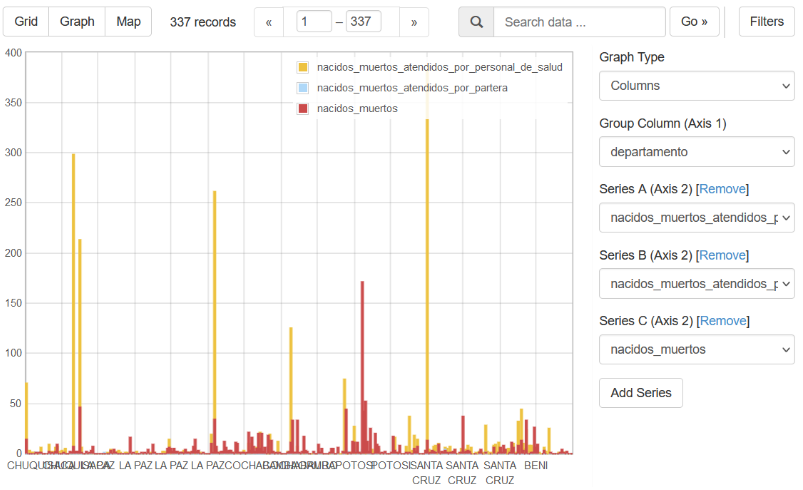 Grid Graph Map 337 records « 1 – 337 » Search data ... Go » Filters
400
350
300
250
200
150
100
50
0
nacidos_muertos_atendidos_por_personal_de_salud
nacidos_muertos_atendidos_por_partera
nacidos_muertos
LA PAZ LA PAZ LA PAZ POTOSI POTOSI SANTA CRUZ SANTA CRUZ SANTA CRUZ BENI
Graph Type
Columns
Group Column (Axis 1)
departamento
Series A (Axis 2) [Remove]
nacidos_muertos_atendidos_p
Series B (Axis 2) [Remove]
nacidos_muertos_atendidos_p
Series C (Axis 2) [Remove]
nacidos_muertos
Add Series